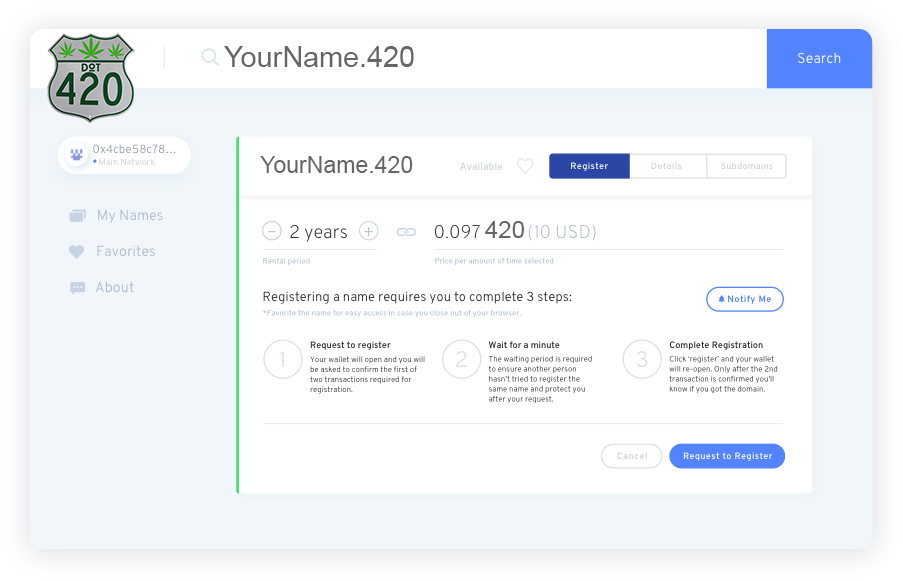 DOT
420
YourName.420
Search
0x4cbe58c78...
Main Network
My Names
Favorites
About
YourName.420
Available
Register
Details
Subdomains
2 years
0.097 420 (10 USD)
Rental period
Price per amount of time selected
Registering a name requires you to complete 3 steps:
*Favorite the name for easy access in case you close out of your browser.
Notify Me
1
Request to register
Your wallet will open and you will
be asked to confirm the first of
two transactions required for
registration.
2
Wait for a minute
The waiting period is required
to ensure another person
hasn't tried to register the
same name and protect you
after your request.
3
Complete Registration
Click 'register' and your wallet
will re-open. Only after the 2nd
transaction is confirmed you'll
know if you got the domain.
Cancel
Request to Register